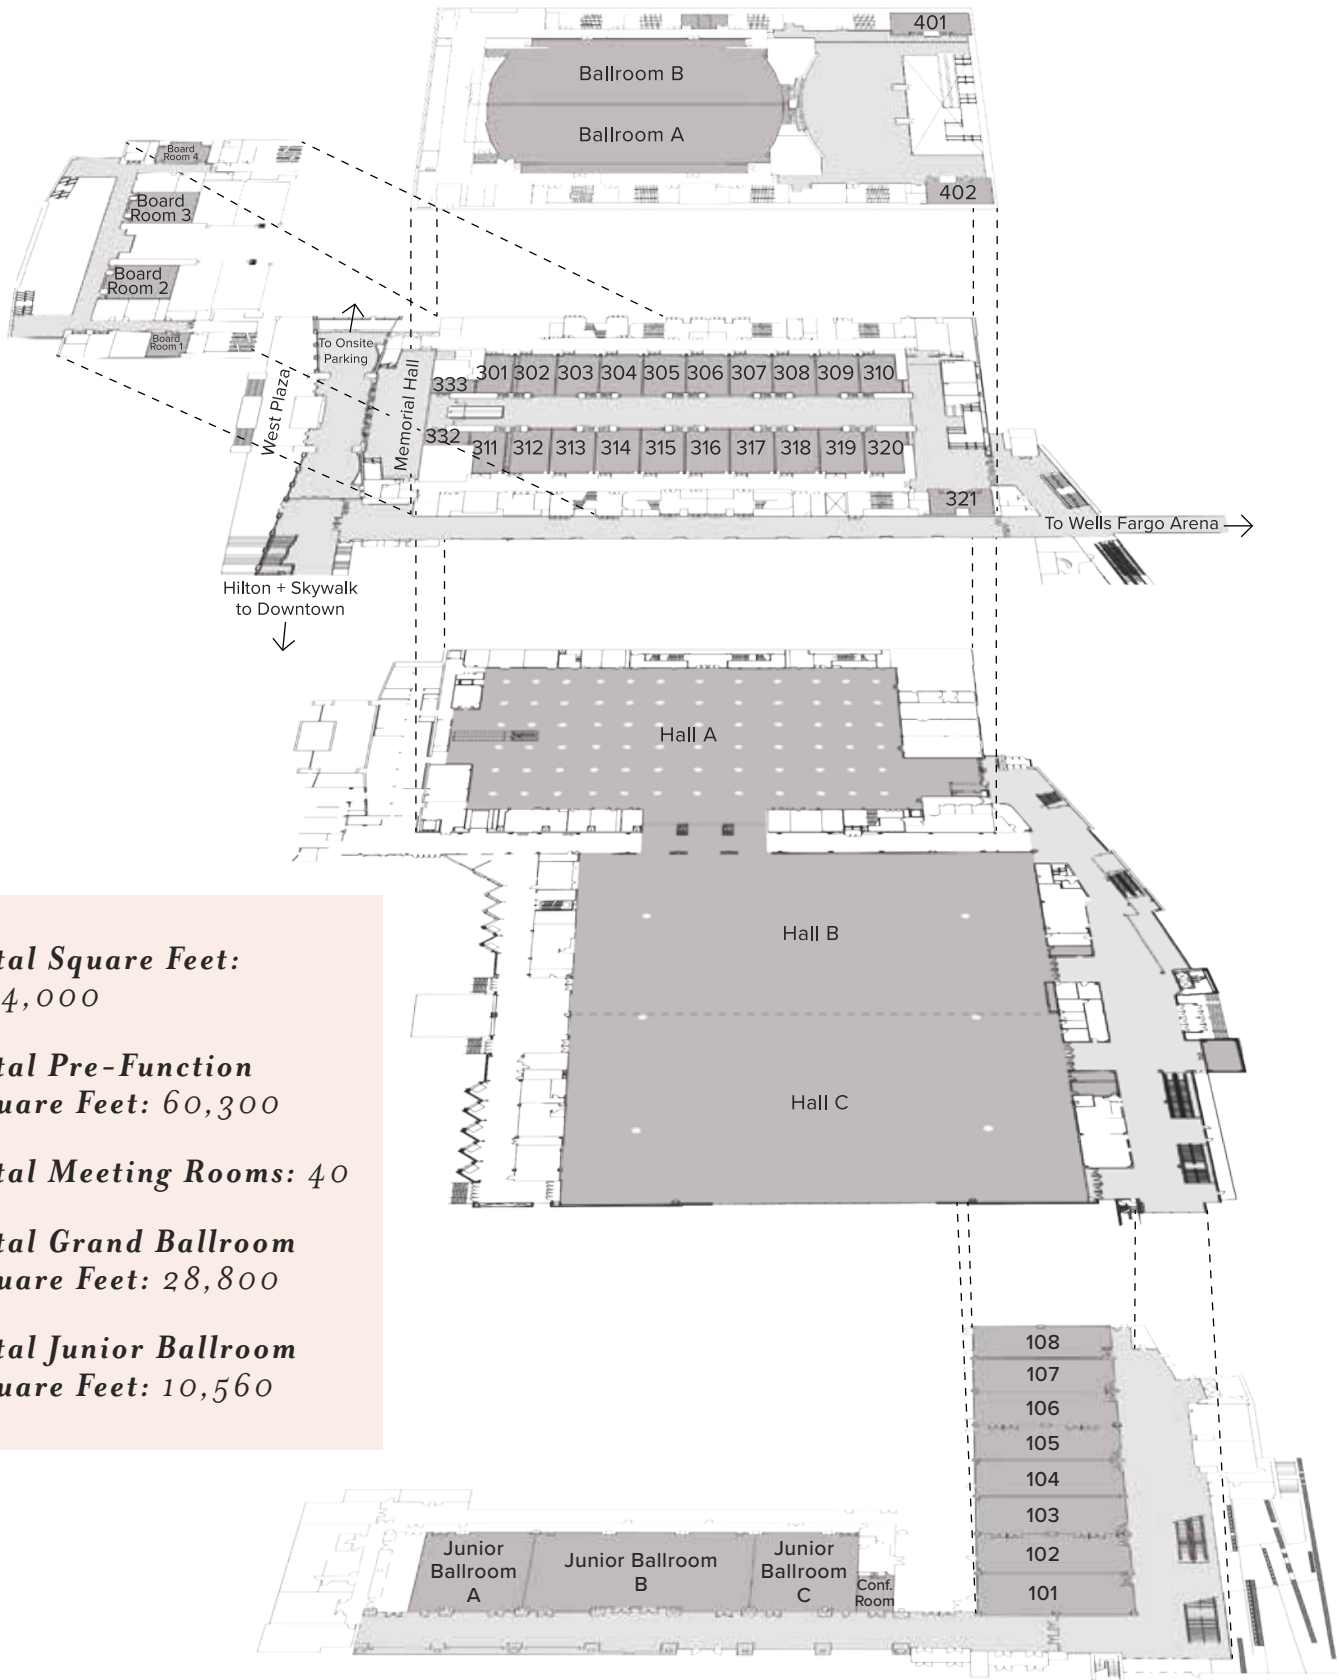 401
Ballroom B
Ballroom A
402
Board
Room 4
Board
Room 3
Board
Room 2
Board
Room 1
West Plaza
To Onsite
Parking
Memorial Hall
333
301 302 303 304 305 306 307 308 309 310
332
311 312 313 314 315 316 317 318 319 320
321
To Wells Fargo Arena
Hilton + Skywalk
to Downtown
Hall A
Hall B
Hall C
tal Square Feet:
4,000
tal Pre-Function
uare Feet: 60,300
tal Meeting Rooms: 40
tal Grand Ballroom
uare Feet: 28,800
tal Junior Ballroom
uare Feet: 10,560
108
107
106
105
104
103
102
101
Junior
Ballroom
A
Junior Ballroom
B
Junior
Ballroom
C
Conf.
Room